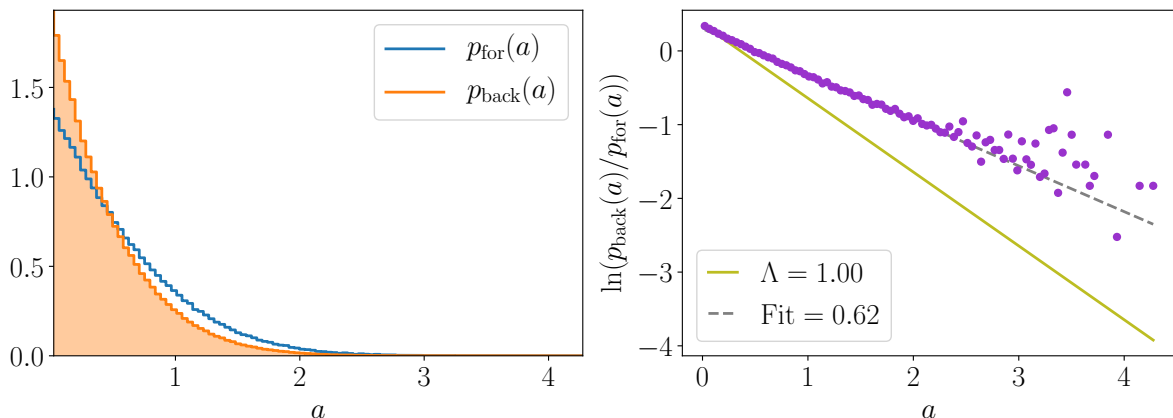 p_for(a)
p_back(a)
1.5
1.0
0.5
0.0
1
2
3
4
a
ln(p_back(a)/p_for(a))
0
−1
−2
−3
−4
Λ = 1.00
Fit = 0.62
0
1
2
3
4
a